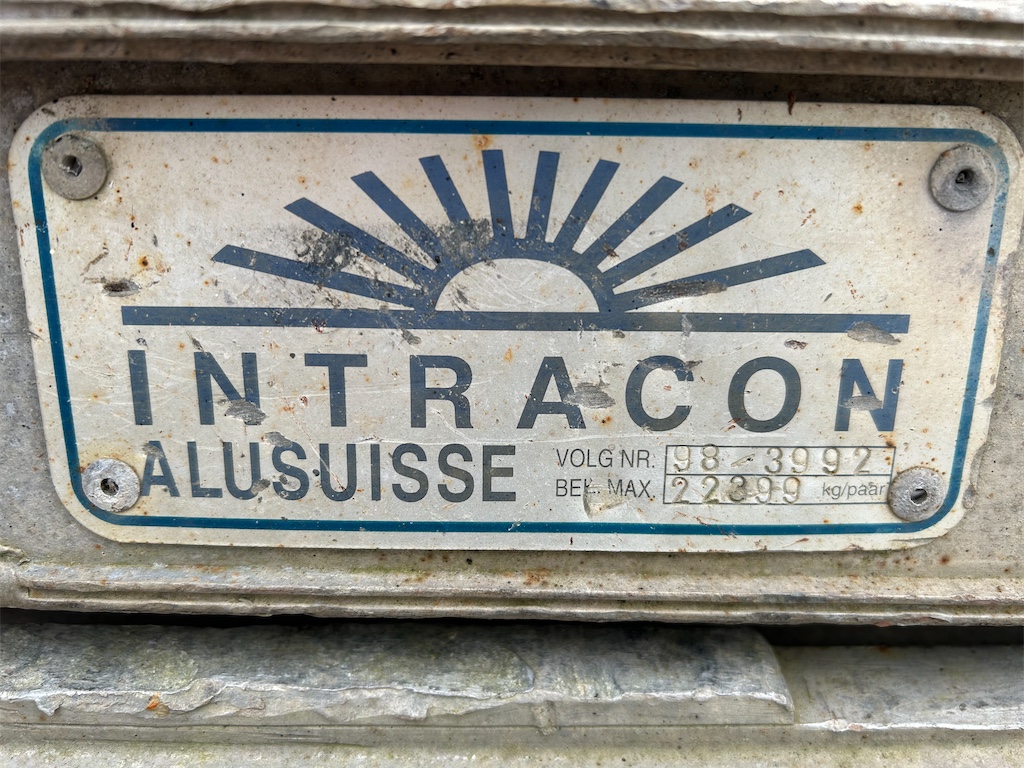 INTRACON
ALUSUISSE
VOLG NR. 98-3992
BEL. MAX. 22399 kg/paar